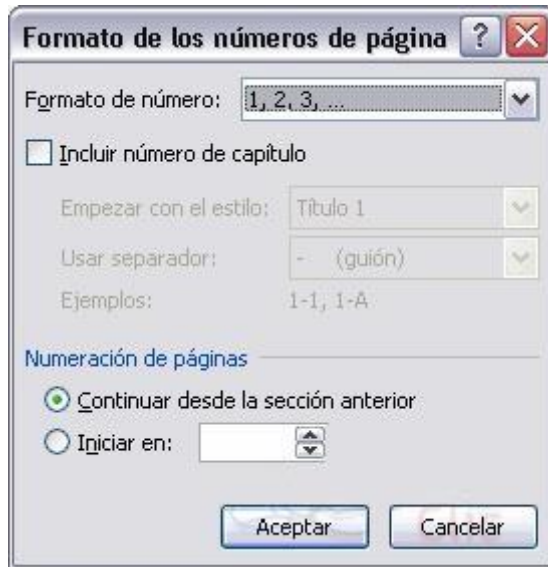 Formato de los números de página
Formato de número: 1, 2, 3, ...
Incluir número de capítulo
Empezar con el estilo: Título 1
Usar separador: - (guión)
Ejemplos: 1-1, 1-A
Numeración de páginas
Continuar desde la sección anterior
Iniciar en:
Aceptar Cancelar